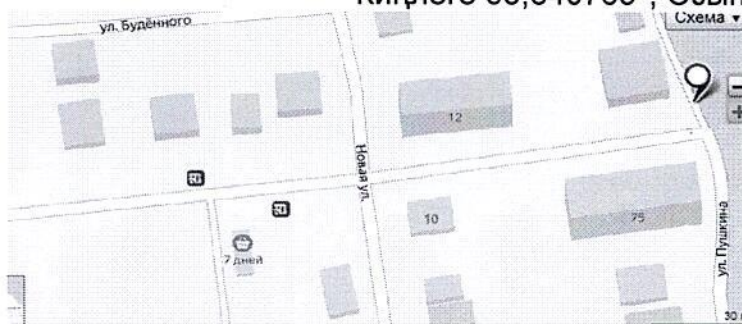 ул. Будённого
Схема
12
Новая ул.
10
75
7 дней
ул. Пушкина
30